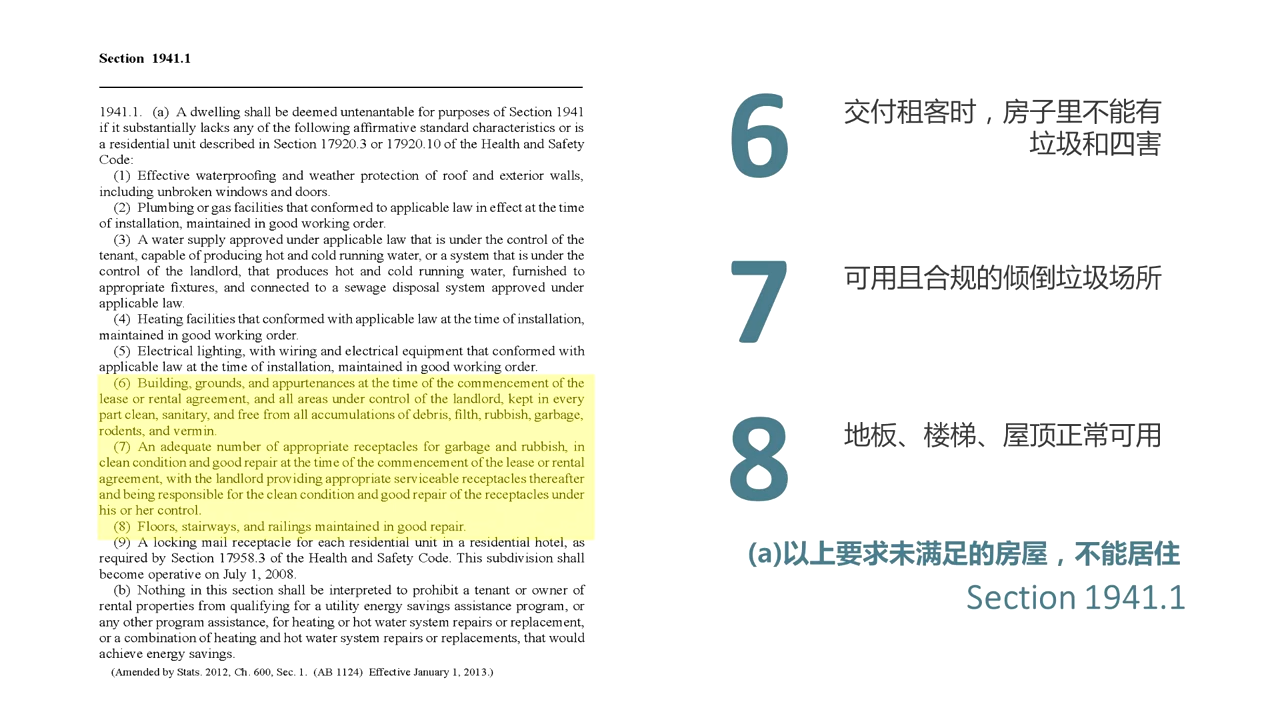 Section 1941.1
1941.1. (a) A dwelling shall be deemed untenantable for purposes of Section 1941
if it substantially lacks any of the following affirmative standard characteristics or is
a residential unit described in Section 17920.3 or 17920.10 of the Health and Safety
Code:
(1) Effective waterproofing and weather protection of roof and exterior walls,
including unbroken windows and doors.
(2) Plumbing or gas facilities that conformed to applicable law in effect at the time
of installation, maintained in good working order.
(3) A water supply approved under applicable law that is under the control of the
tenant, capable of producing hot and cold running water, or a system that is under the
control of the landlord, that produces hot and cold running water, furnished to
appropriate fixtures, and connected to a sewage disposal system approved under
applicable law.
(4) Heating facilities that conformed with applicable law at the time of installation,
maintained in good working order.
(5) Electrical lighting, with wiring and electrical equipment that conformed with
applicable law at the time of installation, maintained in good working order.
(6) Building, grounds, and appurtenances at the time of the commencement of the
lease or rental agreement, and all areas under control of the landlord, kept in every
part clean, sanitary, and free from all accumulations of debris, filth, rubbish, garbage,
rodents, and vermin.
(7) An adequate number of appropriate receptacles for garbage and rubbish, in
clean condition and good repair at the time of the commencement of the lease or rental
agreement, with the landlord providing appropriate serviceable receptacles thereafter
and being responsible for the clean condition and good repair of the receptacles under
his or her control.
(8) Floors, stairways, and railings maintained in good repair.
(9) A locking mail receptacle for each residential unit in a residential hotel, as
required by Section 17958.3 of the Health and Safety Code. This subdivision shall
become operative on July 1, 2008.
(b) Nothing in this section shall be interpreted to prohibit a tenant or owner of
rental properties from qualifying for a utility energy savings assistance program, or
any other program assistance, for heating or hot water system repairs or replacement,
or a combination of heating and hot water system repairs or replacements, that would
achieve energy savings.
(Amended by Stats. 2012, Ch. 600, Sec. 1. (AB 1124) Effective January 1, 2013.)
6
交付租客时，房子里不能有
垃圾和四害
7
可用且合规的倾倒垃圾场所
8
地板、楼梯、屋顶正常可用
(a)以上要求未满足的房屋，不能居住
Section 1941.1